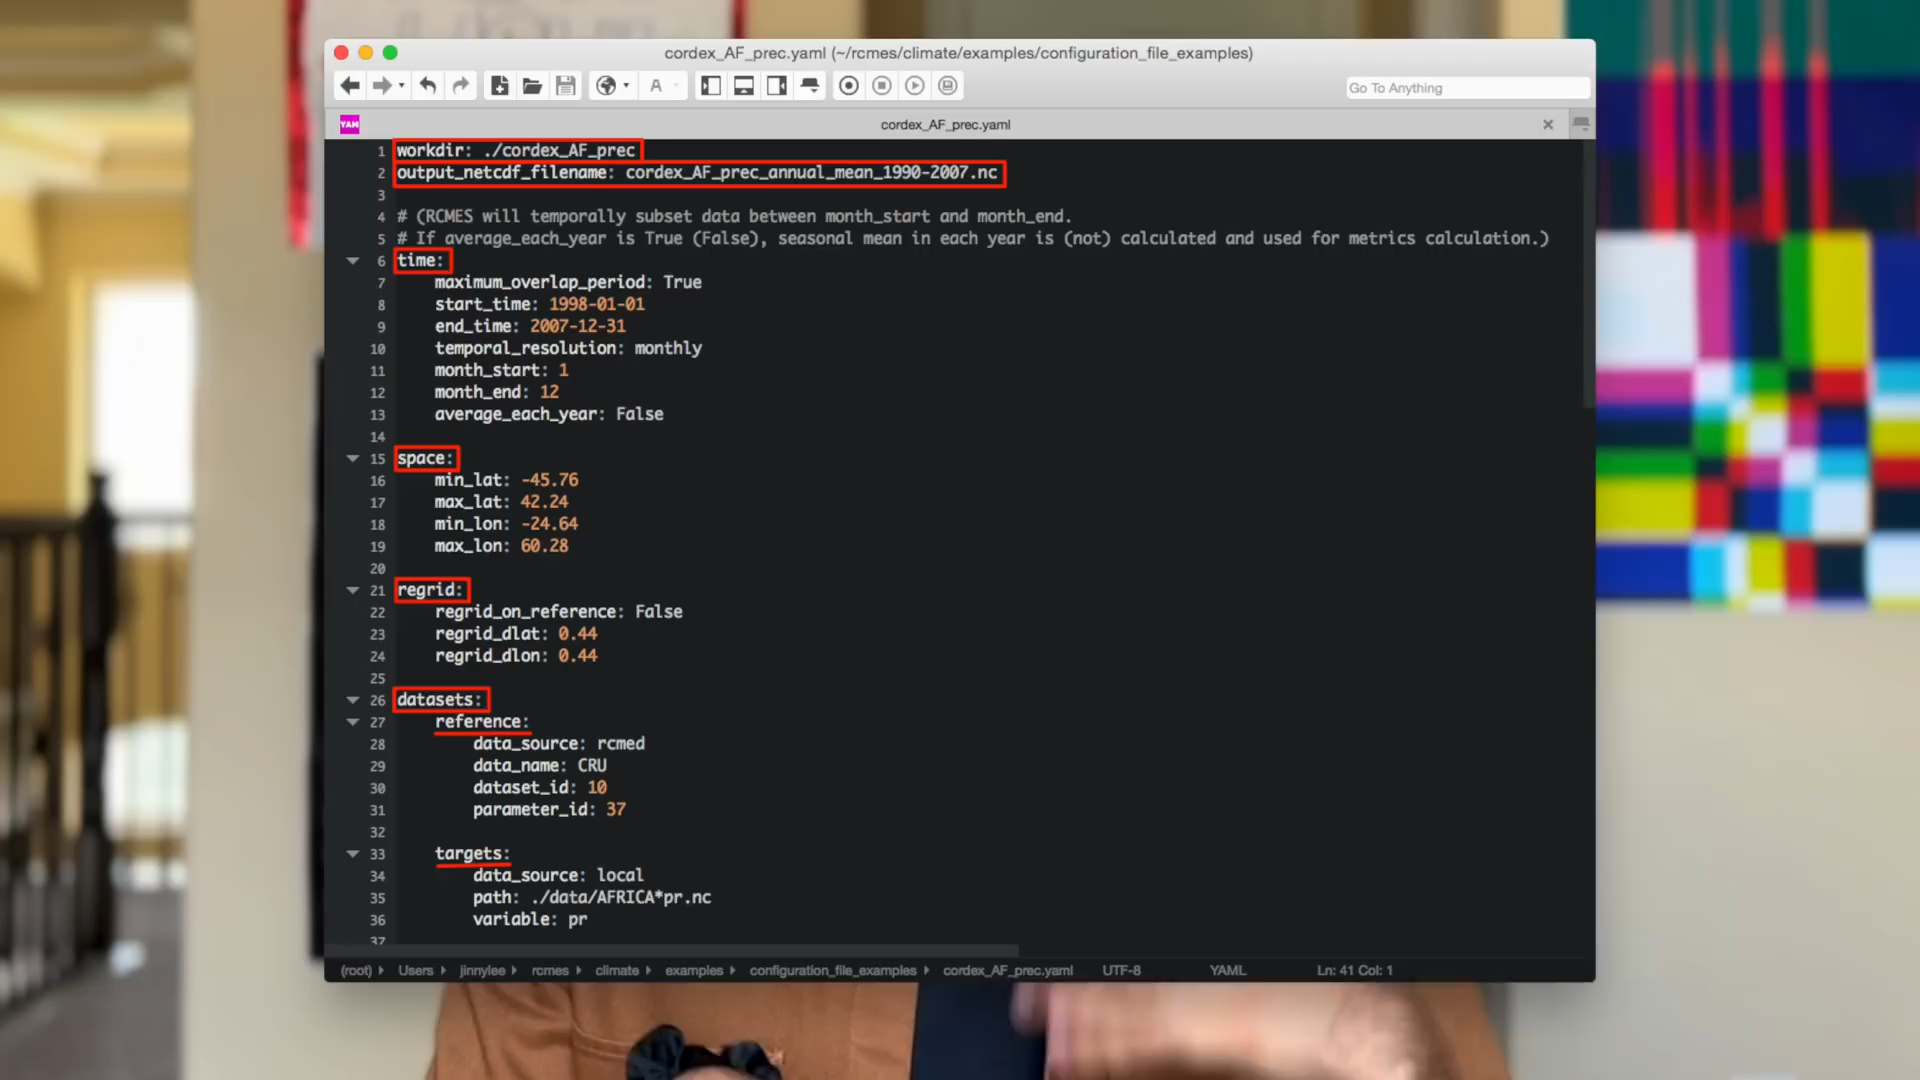 cordex_AF_prec.yaml (~/rcmes/climate/examples/configuration_file_examples)
A
Go To Anything
YAM
cordex_AF_prec.yaml
1 workdir: ./cordex_AF_prec
2 output_netcdf_filename: cordex_AF_prec_annual_mean_1990-2007.nc
3
4 # (RCMES will temporally subset data between month_start and month_end.
5 # If average_each_year is True (False), seasonal mean in each year is (not) calculated and used for metrics calculation.)
6 time:
7 maximum_overlap_period: True
8 start_time: 1998-01-01
9 end_time: 2007-12-31
10 temporal_resolution: monthly
11 month_start: 1
12 month_end: 12
13 average_each_year: False
14
15 space:
16 min_lat: -45.76
17 max_lat: 42.24
18 min_lon: -24.64
19 max_lon: 60.28
20
21 regrid:
22 regrid_on_reference: False
23 regrid_dlat: 0.44
24 regrid_dlon: 0.44
25
26 datasets:
27 reference:
28 data_source: rcmed
29 data_name: CRU
30 dataset_id: 10
31 parameter_id: 37
32
33 targets:
34 data_source: local
35 path: ./data/AFRICA*pr.nc
36 variable: pr
37
(root) Users jinnylee rcmes climate examples configuration_file_examples cordex_AF_prec.yaml UTF-8 YAML Ln: 41 Col: 1